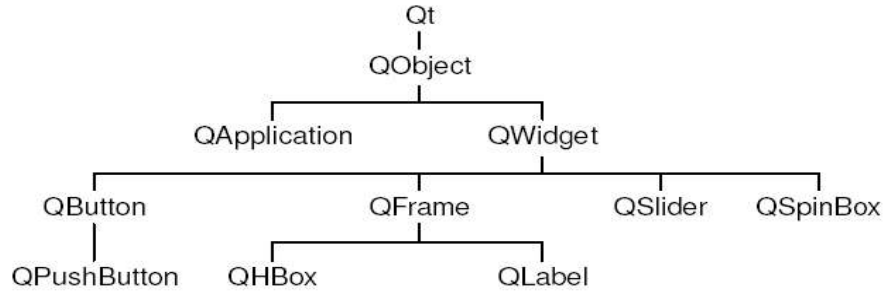 Qt
QObject
QApplication QWidget
QButton QFrame QSlider QSpinBox
QPushButton QHBox QLabel